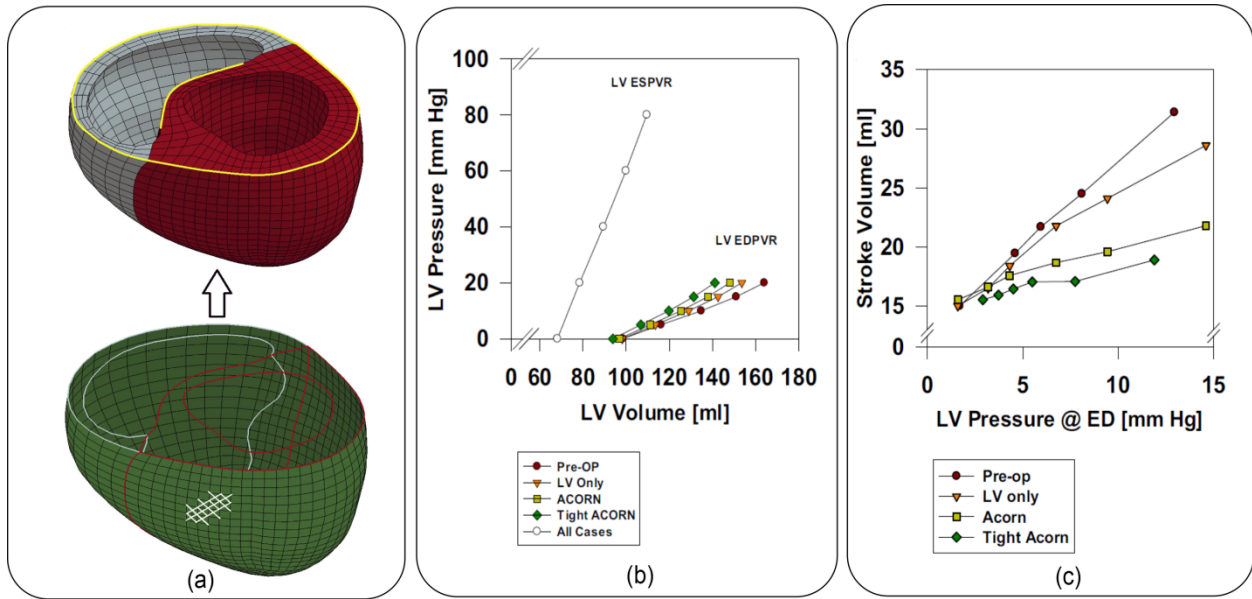 (a)
LV Pressure [mm Hg]
100
80
60
40
20
0
LV ESPVR
LV EDPVR
0 60 80 100 120 140 160 180
LV Volume [ml]
Pre-OP
LV Only
ACORN
Tight ACORN
All Cases
(b)
Stroke Volume [ml]
35
30
25
20
15
0
0 5 10 15
LV Pressure @ ED [mm Hg]
Pre-op
LV only
Acorn
Tight Acorn
(c)